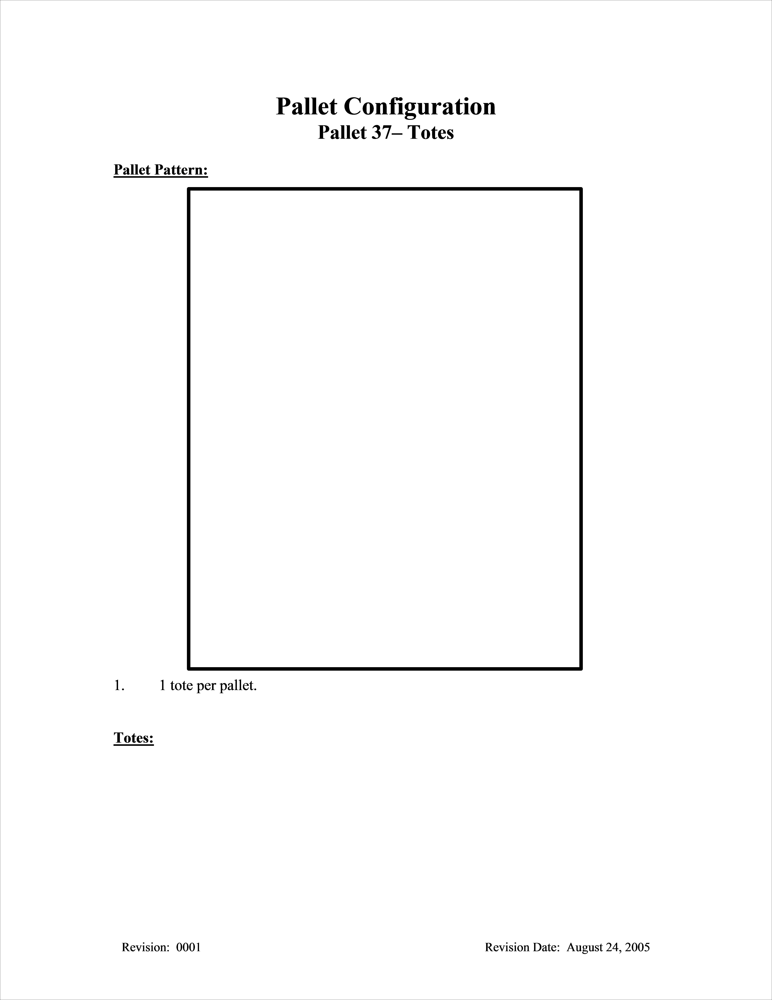 Pallet Configuration
Pallet 37– Totes
Pallet Pattern:
1. 1 tote per pallet.
Totes:
Revision: 0001 Revision Date: August 24, 2005